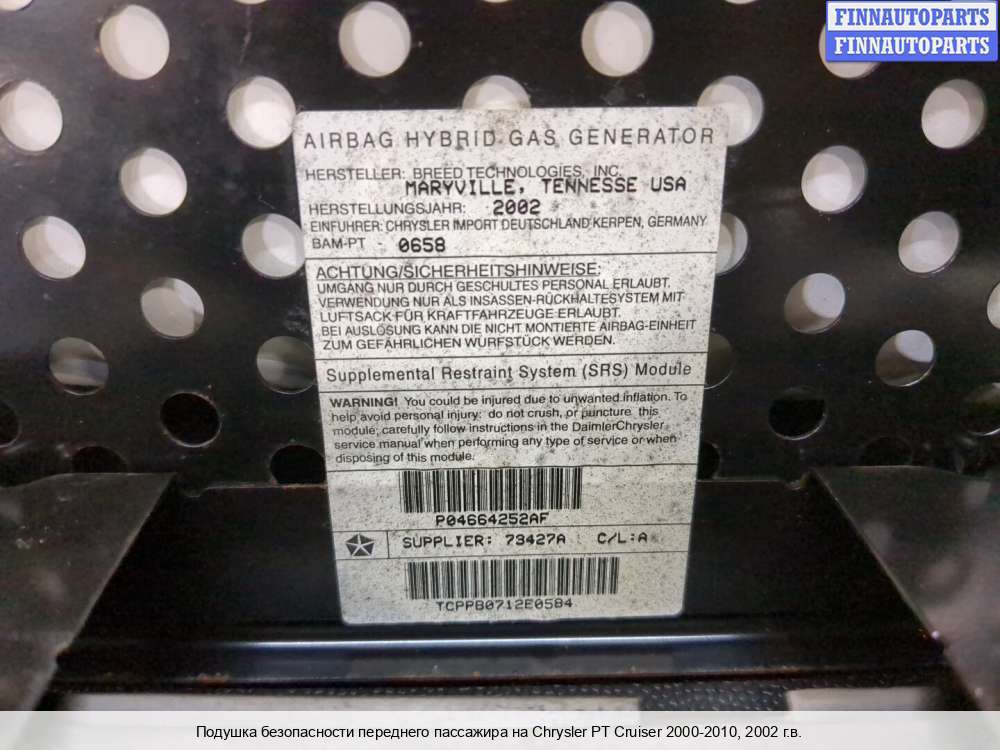 FINNAUTOPARTS
FINNAUTOPARTS
AIRBAG HYBRID GAS GENERATOR
HERSTELLER: BREED TECHNOLOGIES, INC.
MARYVILLE, TENNESSE USA
HERSTELLUNGSJAHR: 2002
EINFUHRER: CHRYSLER IMPORT DEUTSCHLAND KERPEN, GERMANY
BAM-PT - 0658
ACHTUNG/SICHERHEITSHINWEISE:
UMGANG NUR DURCH GESCHULTES PERSONAL ERLAUBT.
VERWENDUNG NUR ALS INSASSEN-RÜCKHALTESYSTEM MIT
LUFTSACK FÜR KRAFTFAHRZEUGE ERLAUBT.
BEI AUSLÖSUNG KANN DIE NICHT MONTIERTE AIRBAG-EINHEIT
ZUM GEFÄHRLICHEN WURFSTÜCK WERDEN.
Supplemental Restraint System (SRS) Module
WARNING! You could be injured due to unwanted inflation. To
help avoid personal injury: do not crush, or puncture this
module; carefully follow instructions in the DaimlerChrysler
service manual when performing any type of service or when
disposing of this module.
P04664252AF
SUPPLIER: 73427A C/L:A
TCPPB0712E0584
Подушка безопасности переднего пассажира на Chrysler PT Cruiser 2000-2010, 2002 г.в.